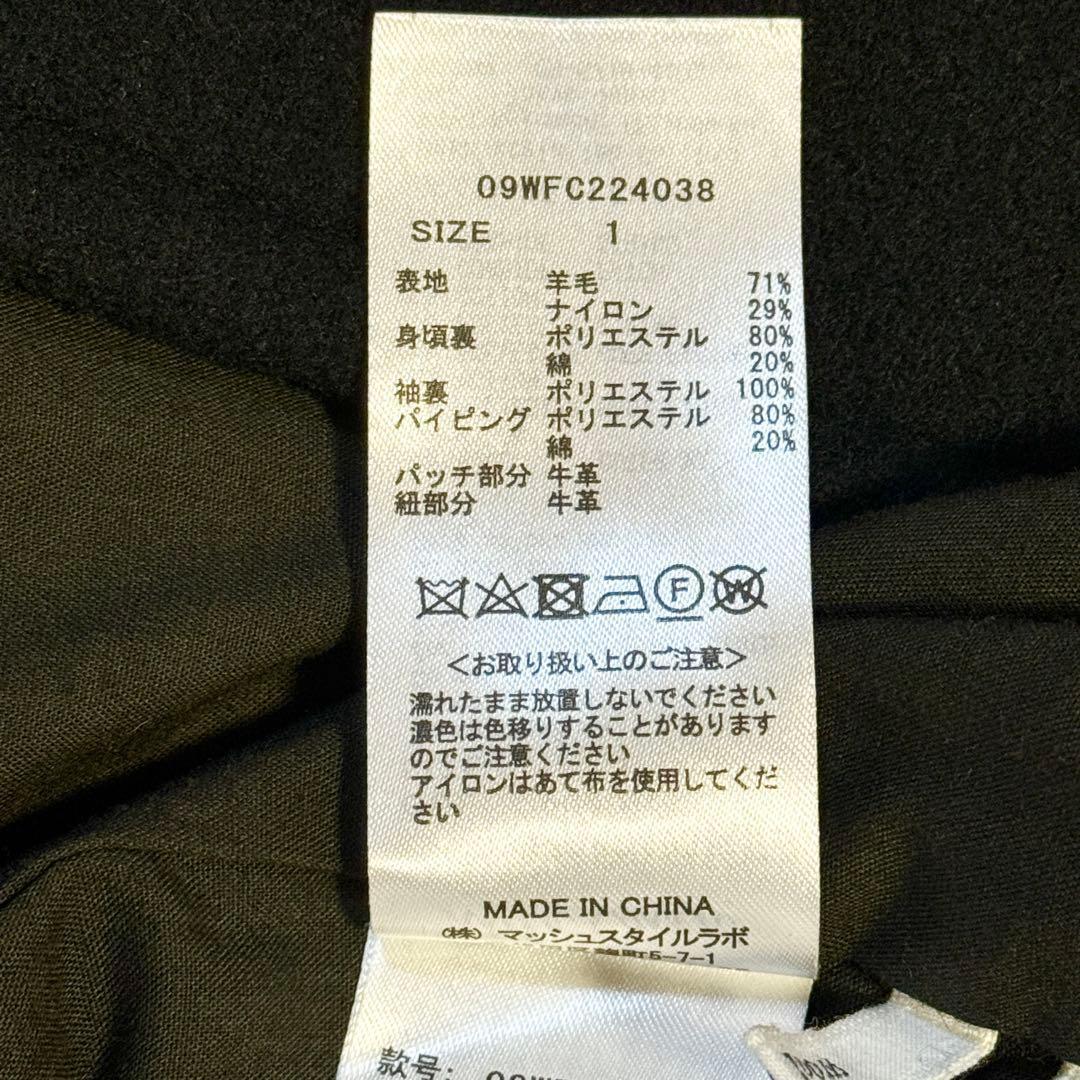 09WFC224038
SIZE 1
表地 羊毛 71%
ナイロン 29%
身頃裏 ポリエステル 80%
綿 20%
袖裏 ポリエステル 100%
パイピング ポリエステル 80%
綿 20%
パッチ部分 牛革
紐部分 牛革
F W
<お取り扱い上のご注意>
濡れたまま放置しないでください
濃色は色移りすることがあります
のでご注意ください
アイロンはあて布を使用してくだ
さい
MADE IN CHINA
(株) マッシュスタイルラボ
町5-7-1
款号: